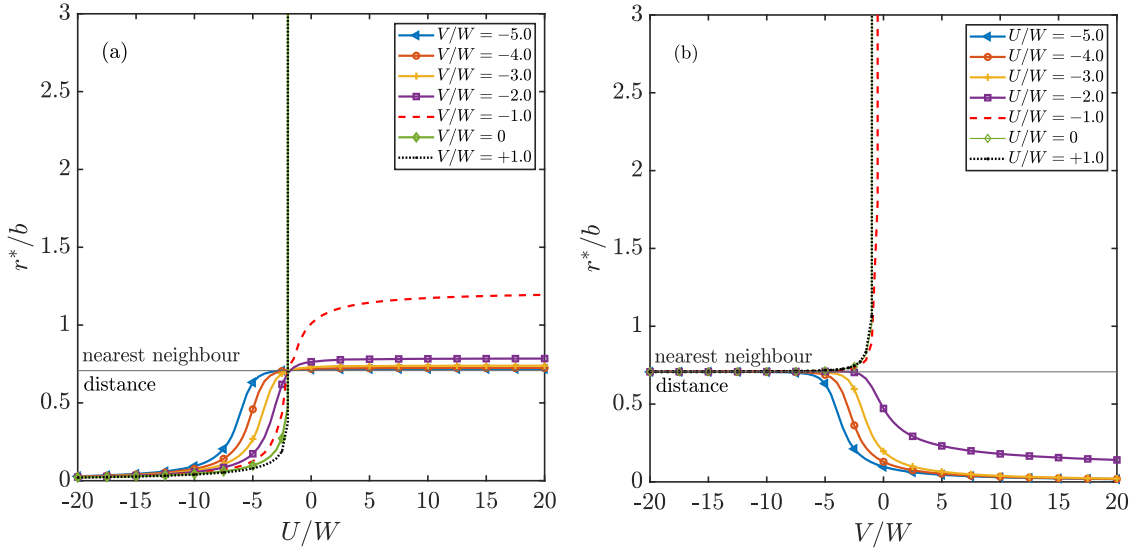 (a)
V/W = −5.0
V/W = −4.0
V/W = −3.0
V/W = −2.0
V/W = −1.0
V/W = 0
V/W = +1.0
nearest neighbour
distance
r*/b
3
2.5
2
1.5
1
0.5
0
-20 -15 -10 -5 0 5 10 15 20
U/W
(b)
U/W = −5.0
U/W = −4.0
U/W = −3.0
U/W = −2.0
U/W = −1.0
U/W = 0
U/W = +1.0
nearest neighbour
distance
r*/b
3
2.5
2
1.5
1
0.5
0
-20 -15 -10 -5 0 5 10 15 20
V/W